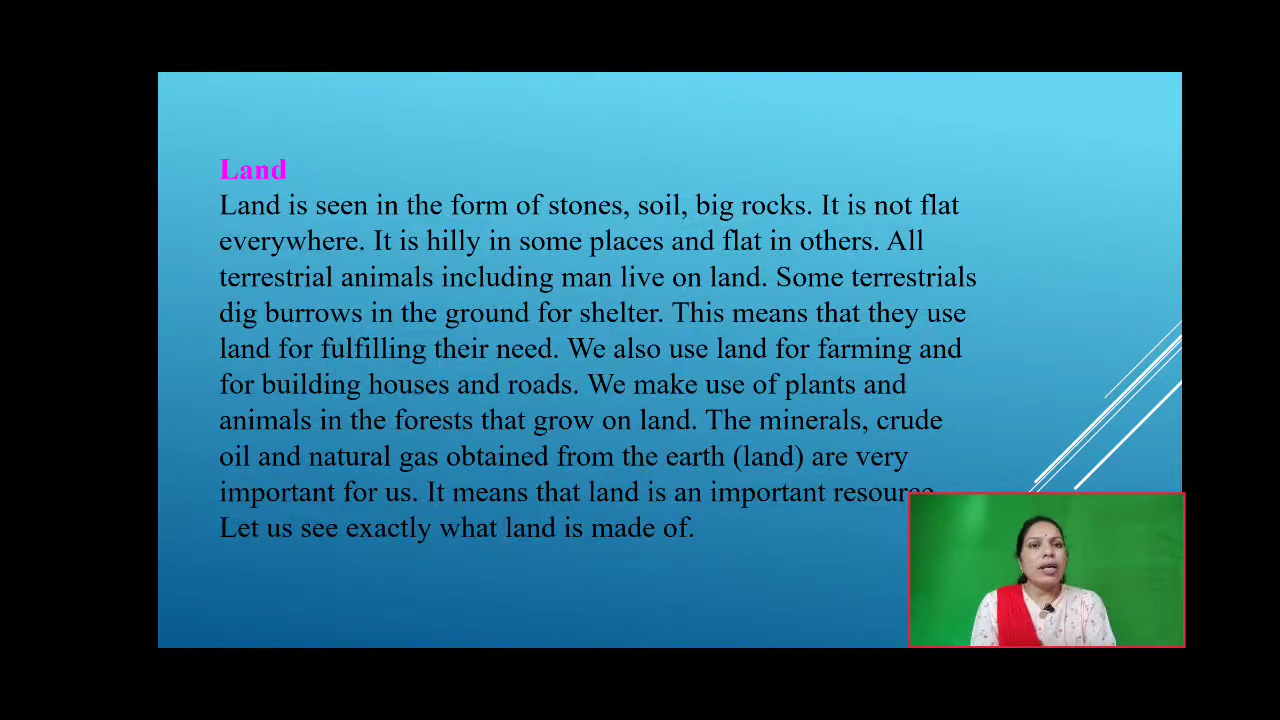 Land
Land is seen in the form of stones, soil, big rocks. It is not flat
everywhere. It is hilly in some places and flat in others. All
terrestrial animals including man live on land. Some terrestrials
dig burrows in the ground for shelter. This means that they use
land for fulfilling their need. We also use land for farming and
for building houses and roads. We make use of plants and
animals in the forests that grow on land. The minerals, crude
oil and natural gas obtained from the earth (land) are very
important for us. It means that land is an important resource.
Let us see exactly what land is made of.